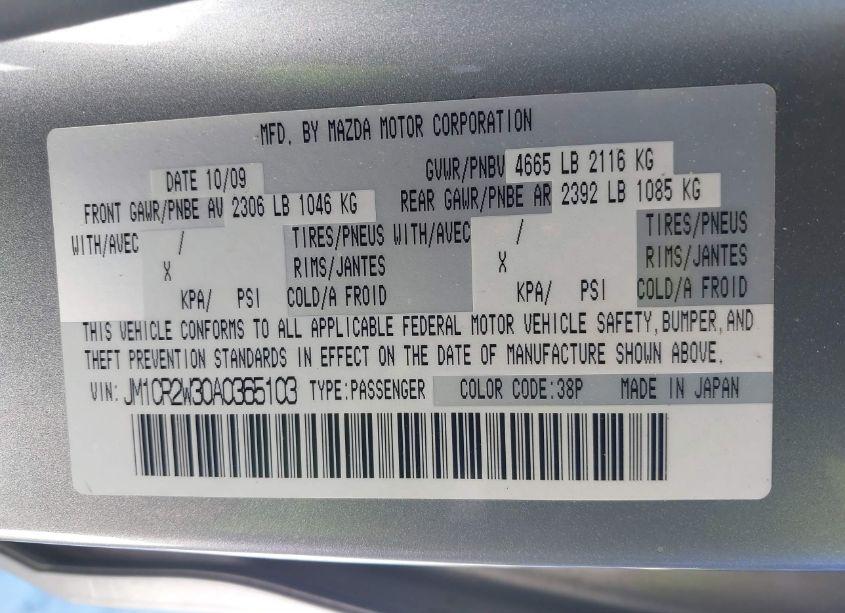 MFD. BY MAZDA MOTOR CORPORATION
DATE 10/09 GVWR/PNBV 4665 LB 2116 KG
FRONT GAWR/PNBE AV 2306 LB 1046 KG REAR GAWR/PNBE AR 2392 LB 1085 KG
WITH/AVEC / TIRES/PNEUS WITH/AVEC / TIRES/PNEUS
X RIMS/JANTES X RIMS/JANTES
KPA/ PSI COLD/A FROID KPA/ PSI COLD/A FROID
THIS VEHICLE CONFORMS TO ALL APPLICABLE FEDERAL MOTOR VEHICLE SAFETY, BUMPER, AND
THEFT PREVENTION STANDARDS IN EFFECT ON THE DATE OF MANUFACTURE SHOWN ABOVE.
VIN: JM1CR2W30A0365103 TYPE:PASSENGER COLOR CODE:38P MADE IN JAPAN